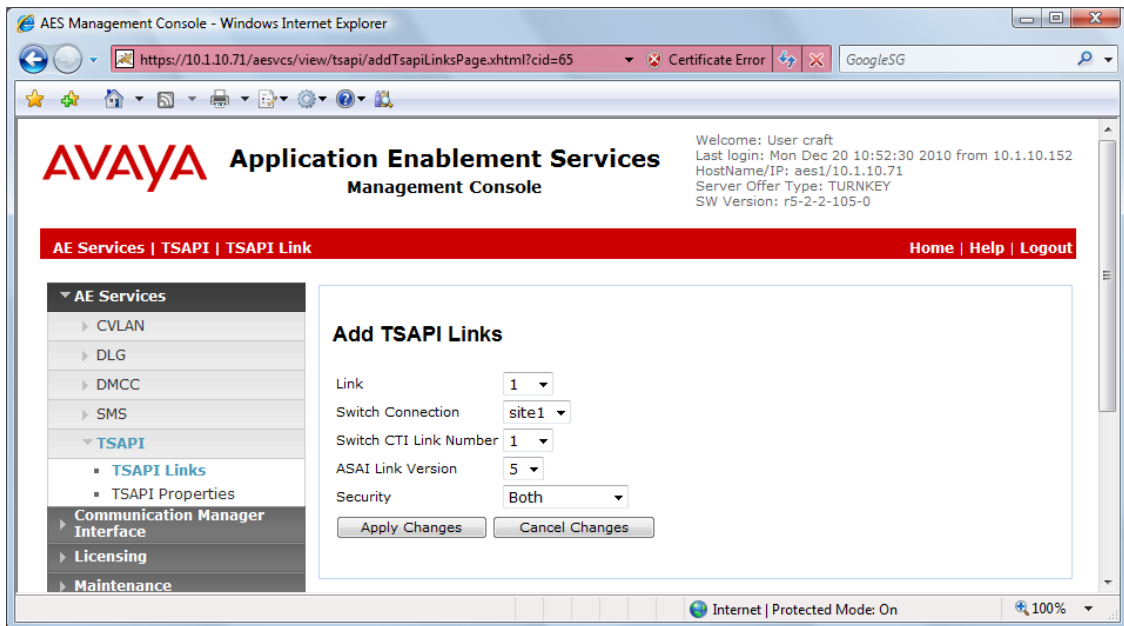 AES Management Console - Windows Internet Explorer
https://10.1.10.71/aesvcs/view/tsapi/addTsapiLinksPage.xhtml?cid=65
Certificate Error
GoogleSG
AVAYA
Application Enablement Services
Management Console
Welcome: User craft
Last login: Mon Dec 20 10:52:30 2010 from 10.1.10.152
HostName/IP: aes1/10.1.10.71
Server Offer Type: TURNKEY
SW Version: r5-2-2-105-0
AE Services | TSAPI | TSAPI Link
Home | Help | Logout
AE Services
CVLAN
DLG
DMCC
SMS
TSAPI
TSAPI Links
TSAPI Properties
Communication Manager
Interface
Licensing
Maintenance
Add TSAPI Links
Link 1
Switch Connection site1
Switch CTI Link Number 1
ASAI Link Version 5
Security Both
Apply Changes Cancel Changes
Internet | Protected Mode: On
100%